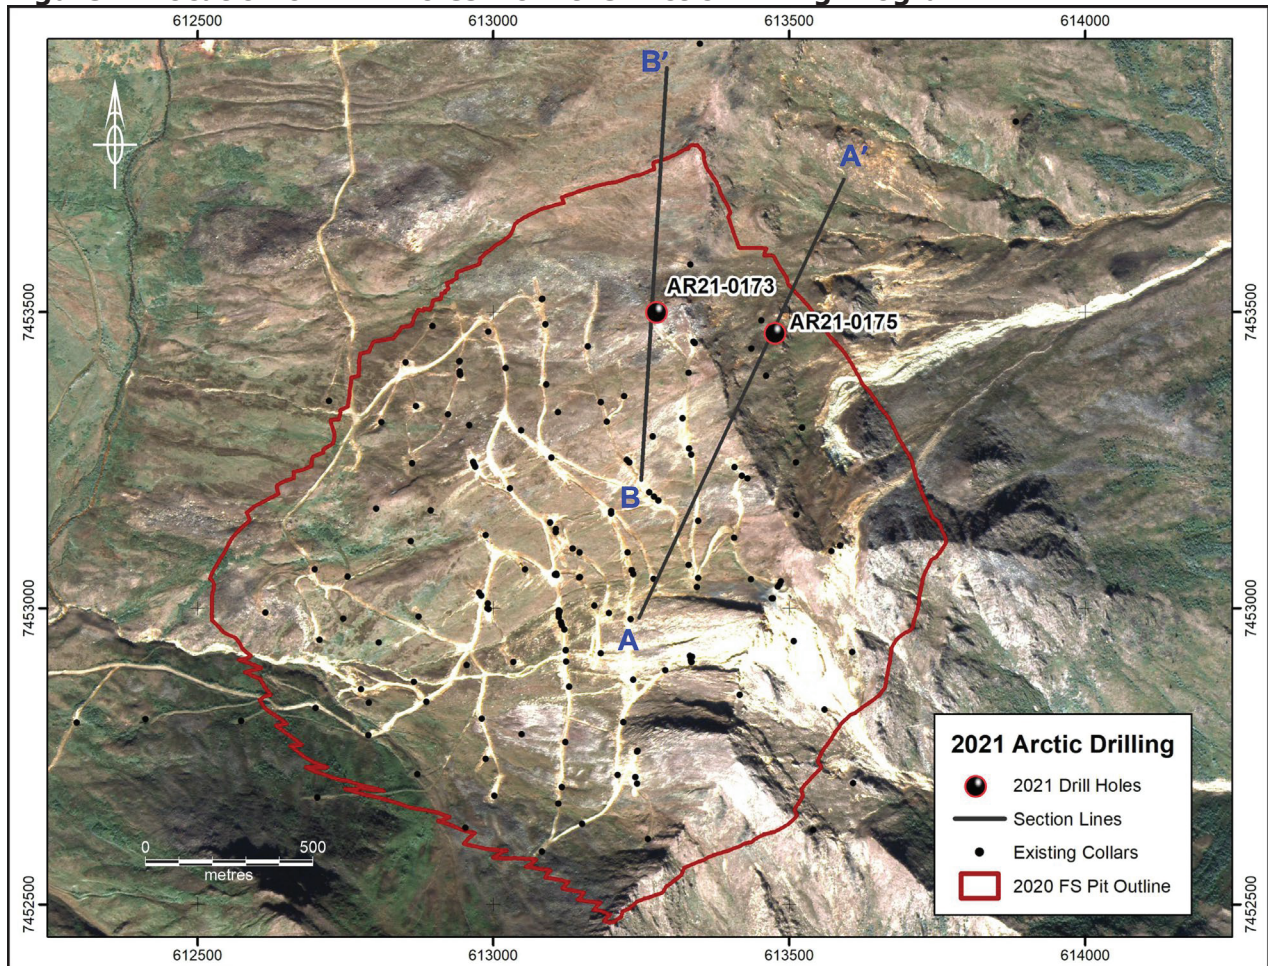 612500 613000 613500 614000
B’
A’
AR21-0173
7453500 7453500
AR21-0175
B
7453000 7453000
A
2021 Arctic Drilling
2021 Drill Holes
Section Lines
0 500
metres
Existing Collars
2020 FS Pit Outline
7452500 7452500
612500 613000 613500 614000